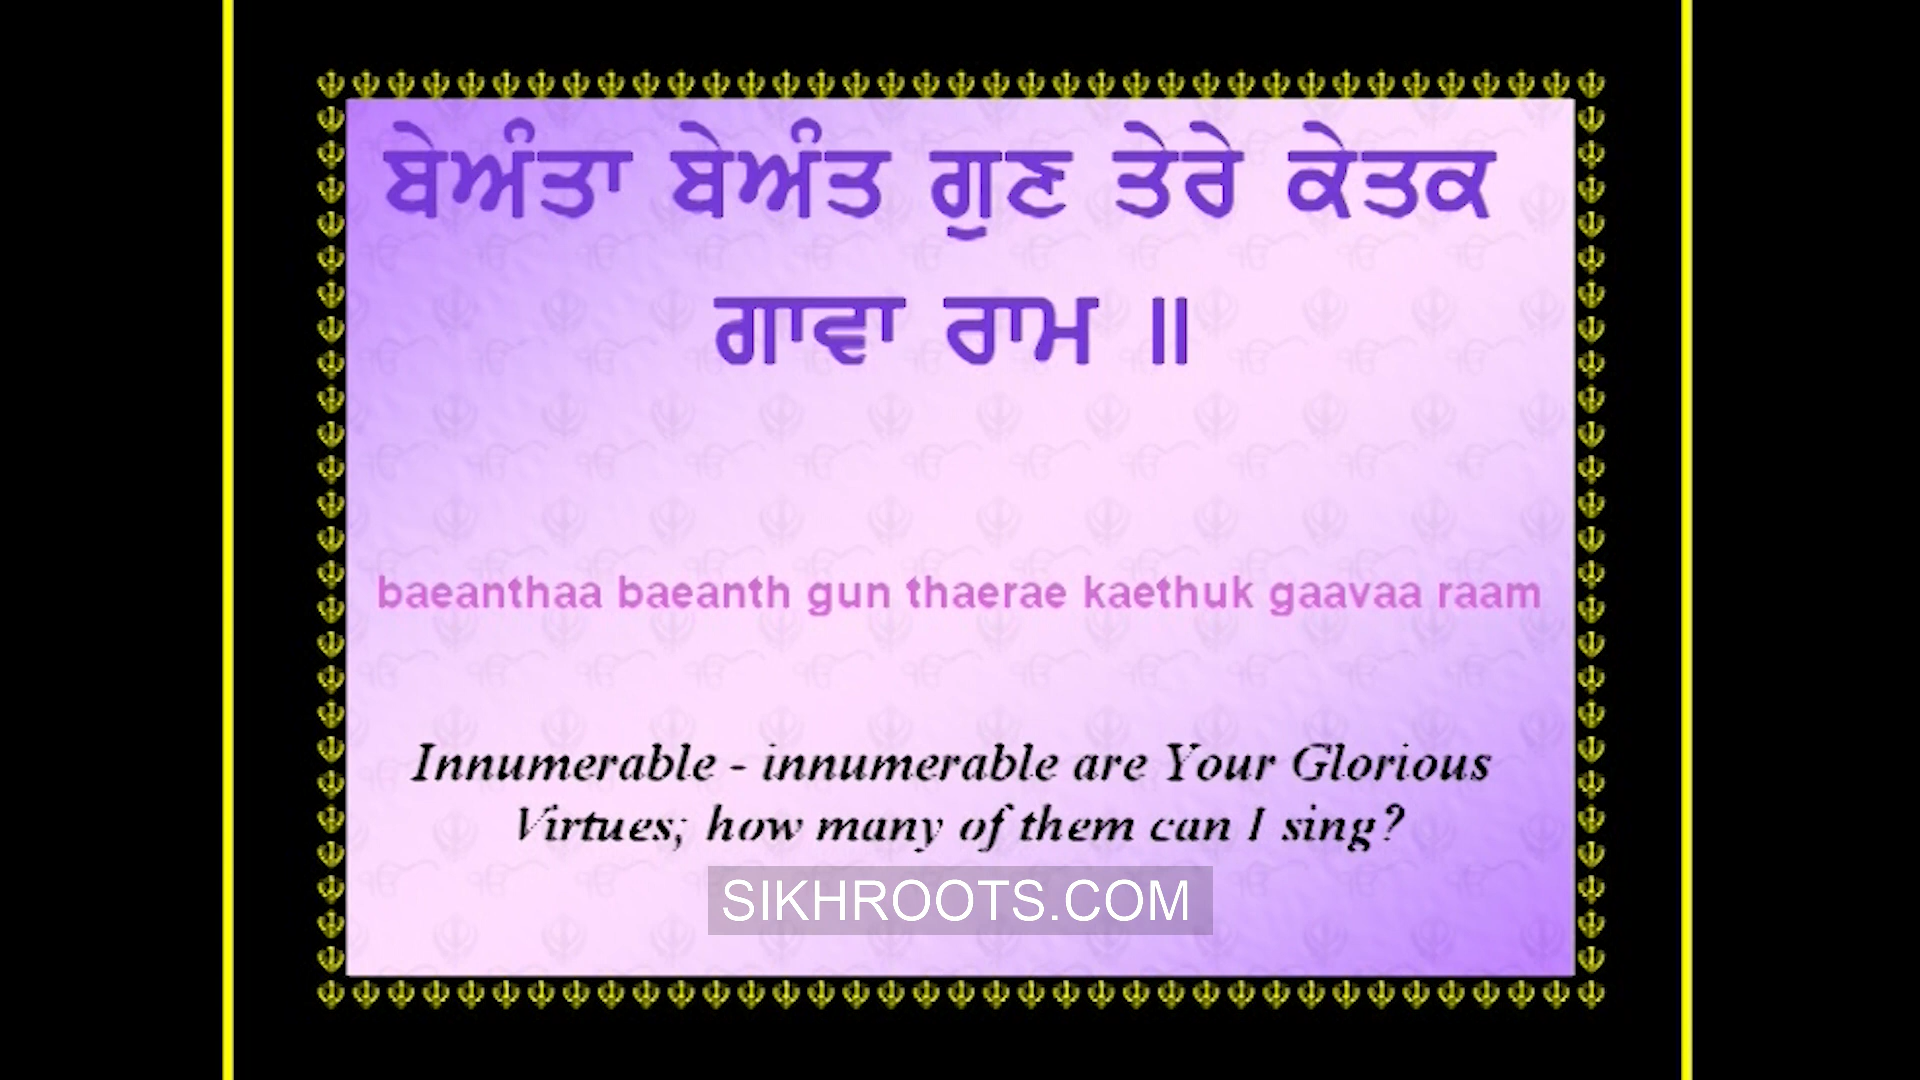 ਬੇਅੰਤਾ ਬੇਅੰਤ ਗੁਣ ਤੇਰੇ ਕੇਤਕ
ਗਾਵਾ ਰਾਮ ॥
baeanthaa baeanth gun thaerae kaethuk gaavaa raam
Innumerable - innumerable are Your Glorious
Virtues; how many of them can I sing?
SIKHROOTS.COM